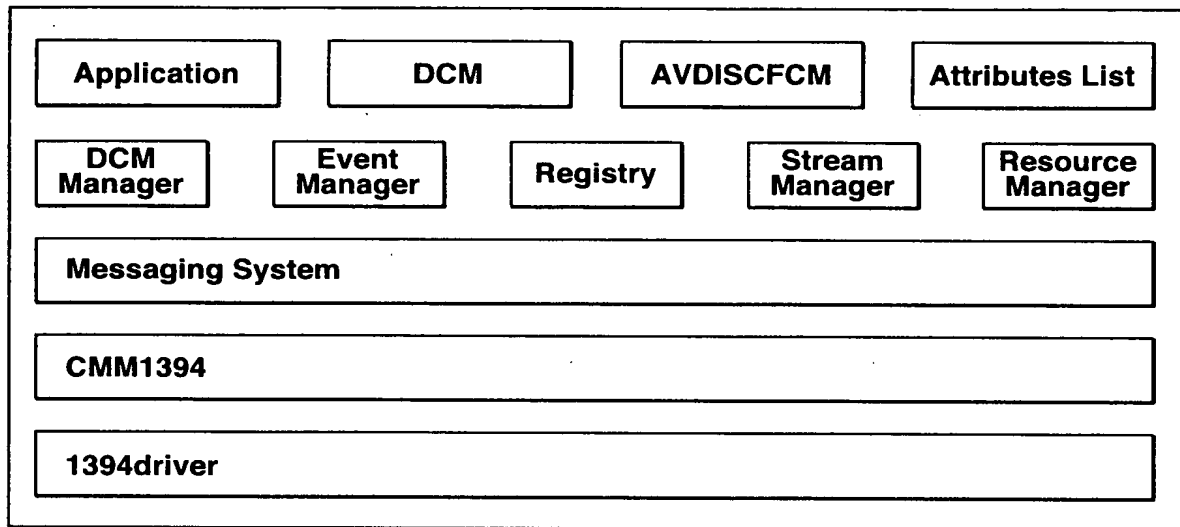 Application
DCM
AVDISCFCM
Attributes List
DCM
Manager
Event
Manager
Registry
Stream
Manager
Resource
Manager
Messaging System
CMM1394
1394driver